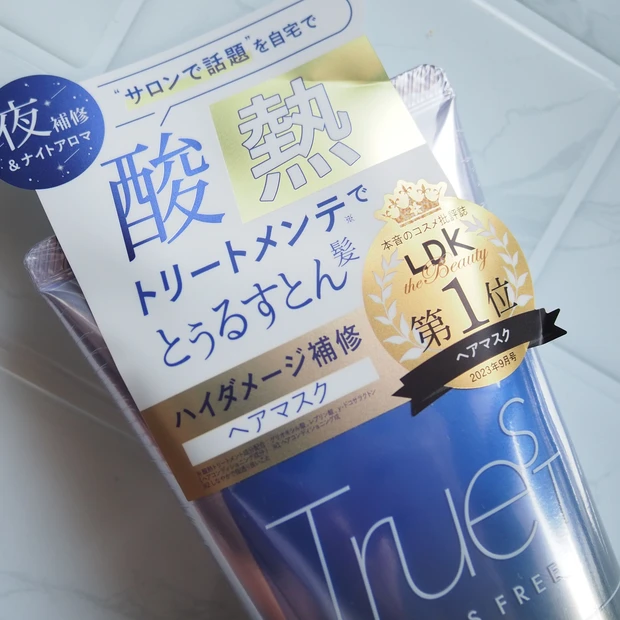 "サロンで話題"を自宅で
夜補修
&ナイトアロマ
酸熱
トリートメンテで※
とぅるすとん髪
ハイダメージ補修
ヘアマスク
本音のコスメ批評誌
LDK
the Beauty
第1位
ヘアマスク
2023年9月号
Truest
S FREE